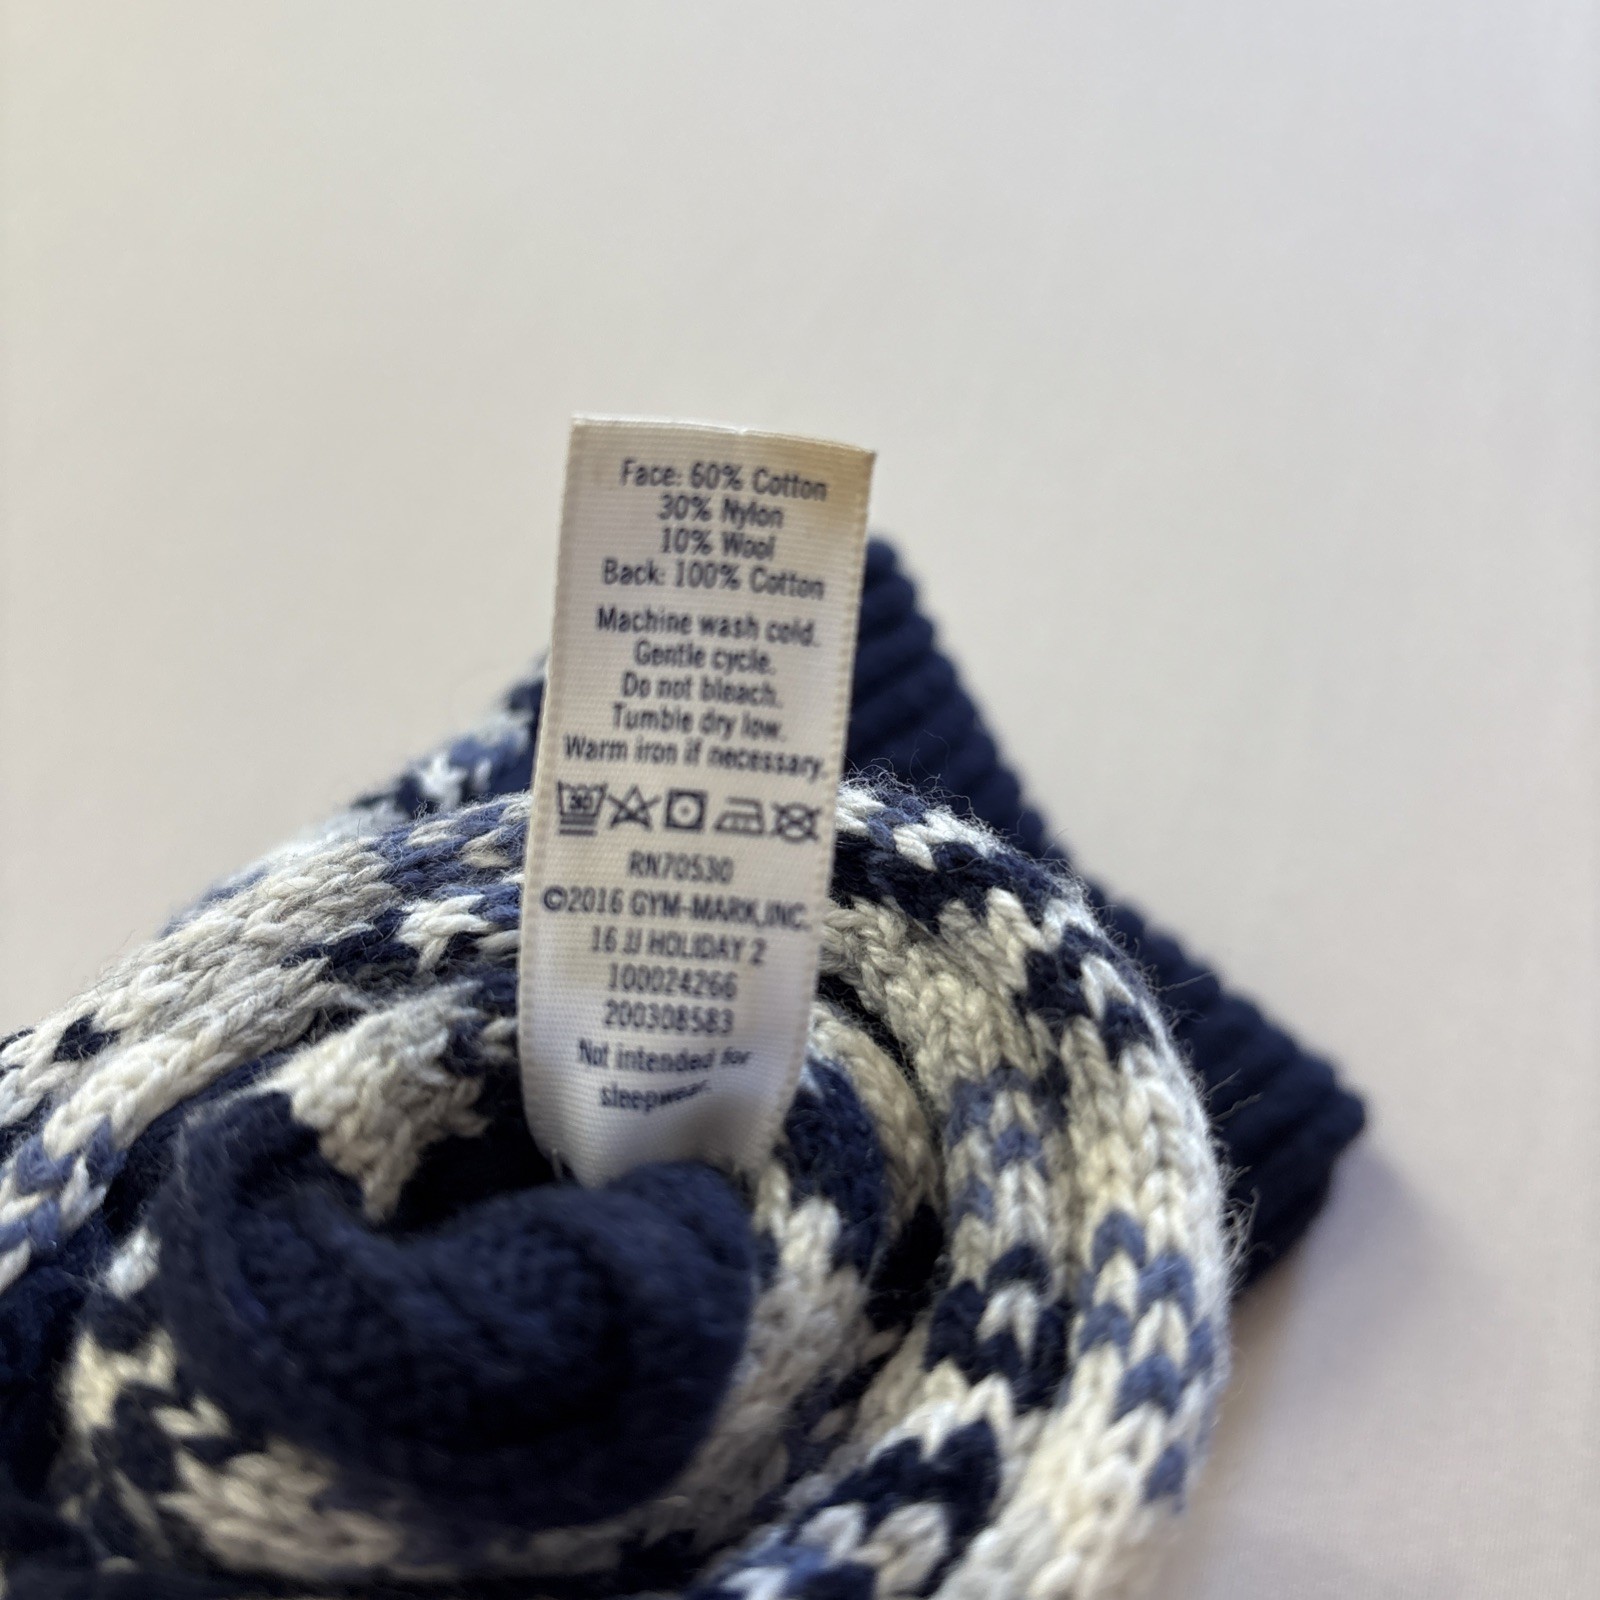 Face: 60% Cotton
30% Nylon
10% Wool
Back: 100% Cotton
Machine wash cold.
Gentle cycle.
Do not bleach.
Tumble dry low.
Warm iron if necessary.
30
RN70530
©2016 GYM-MARK,INC.
16 JJ HOLIDAY 2
100024266
200308583
Not intended for
sleepwear.